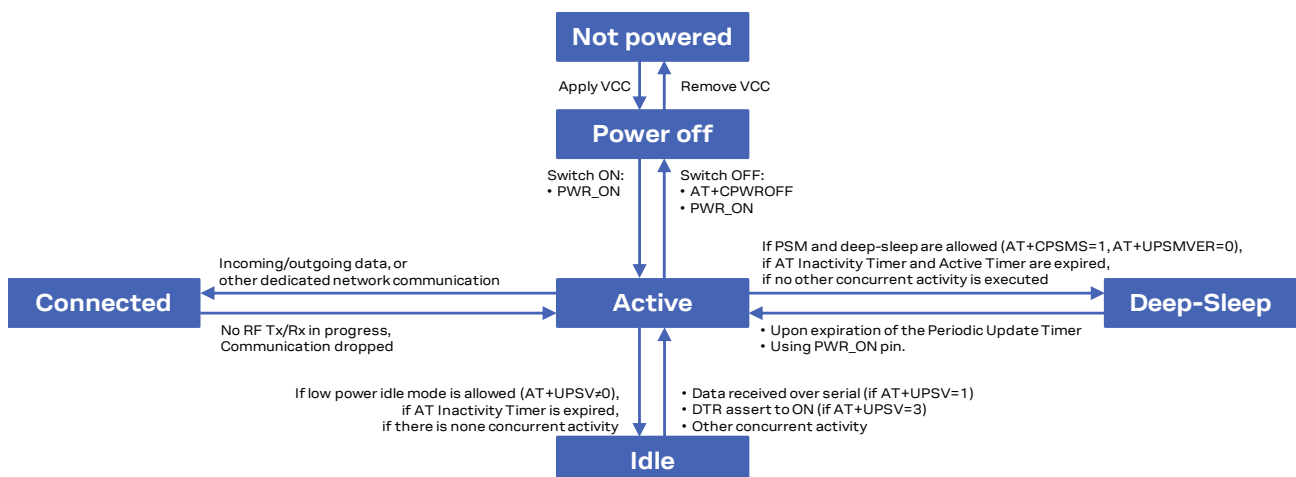 Not powered
Apply VCC
Remove VCC
Power off
Switch ON:
• PWR_ON
Switch OFF:
• AT+CPWROFF
• PWR_ON
Incoming/outgoing data, or
other dedicated network communication
If PSM and deep-sleep are allowed (AT+CPSMS=1, AT+UPSMVER=0),
if AT Inactivity Timer and Active Timer are expired,
if no other concurrent activity is executed
Connected
Active
Deep-Sleep
No RF Tx/Rx in progress,
Communication dropped
• Upon expiration of the Periodic Update Timer
• Using PWR_ON pin.
If low power idle mode is allowed (AT+UPSV≠0),
if AT Inactivity Timer is expired,
if there is none concurrent activity
• Data received over serial (if AT+UPSV=1)
• DTR assert to ON (if AT+UPSV=3)
• Other concurrent activity
Idle